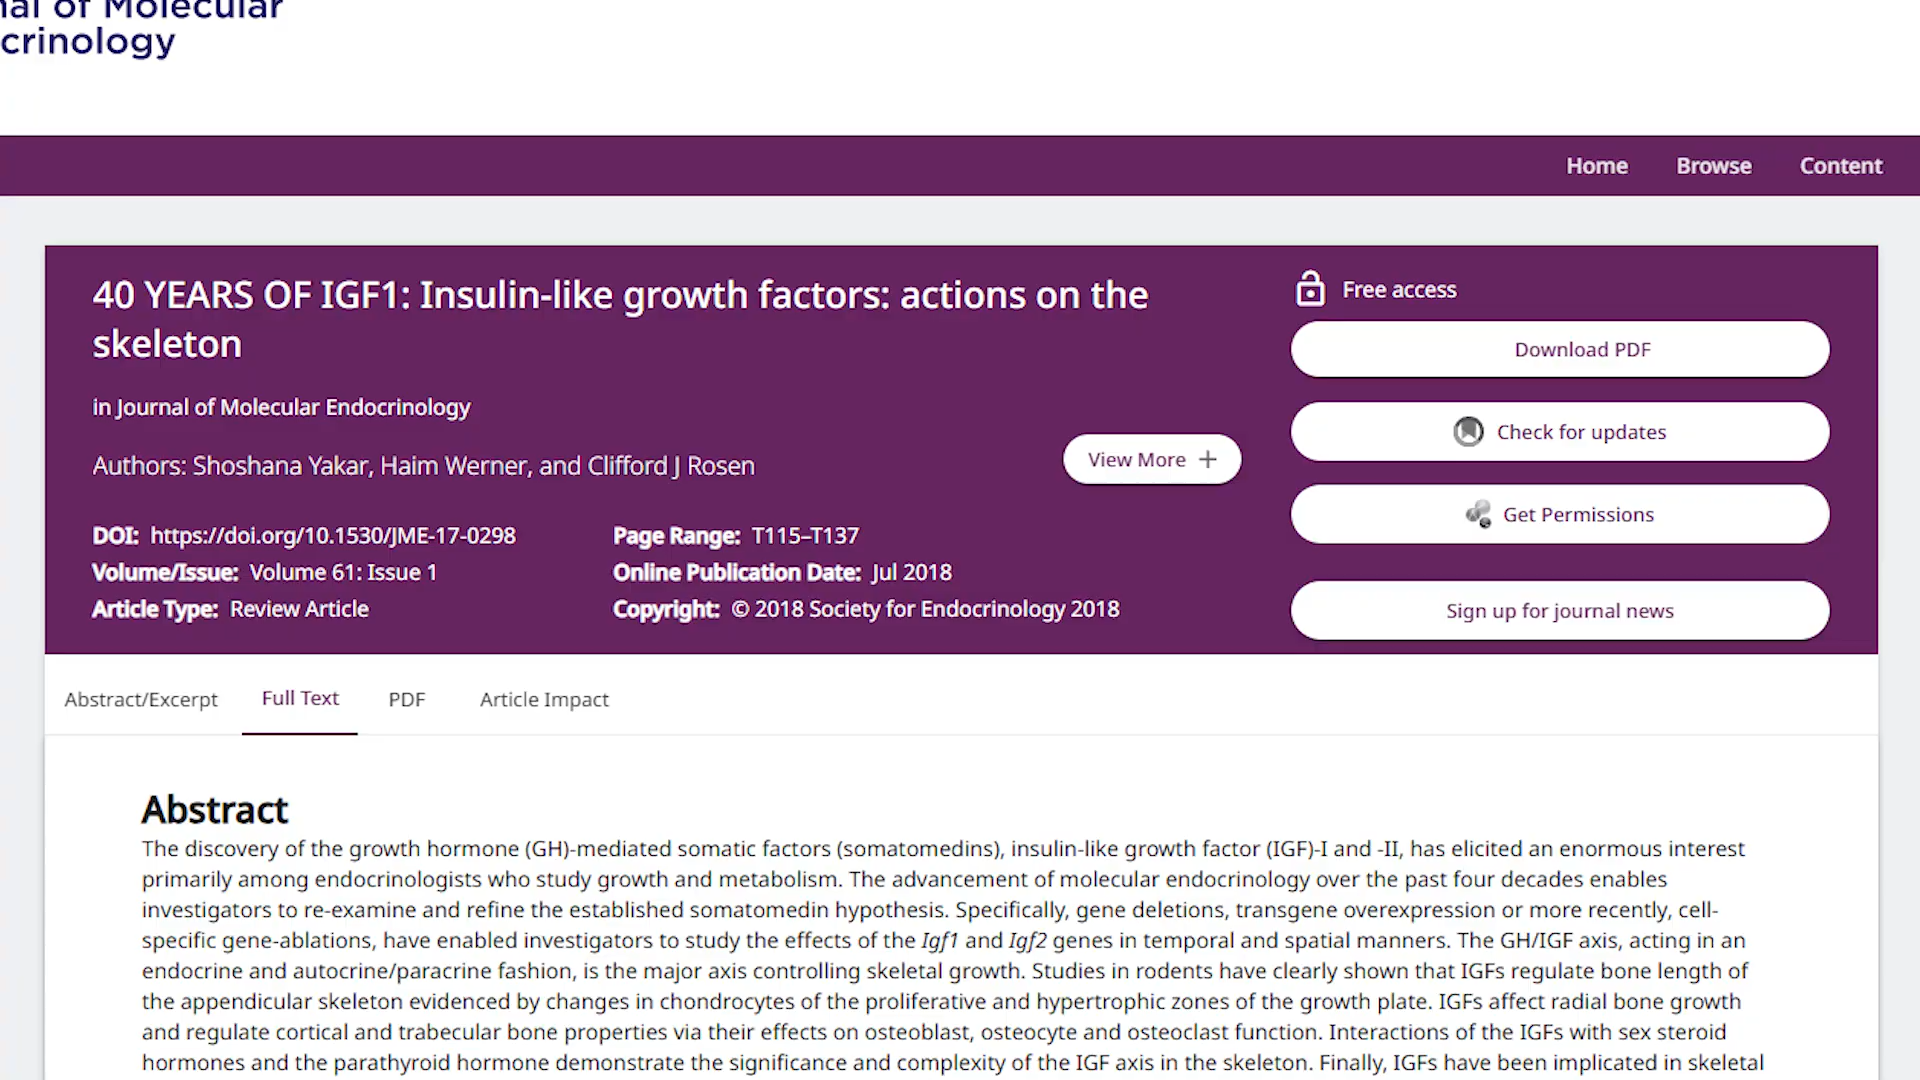 nal of Molecular
crinology
Home Browse Content
40 YEARS OF IGF1: Insulin-like growth factors: actions on the
skeleton
in Journal of Molecular Endocrinology
Authors: Shoshana Yakar, Haim Werner, and Clifford J Rosen
View More +
DOI: https://doi.org/10.1530/JME-17-0298
Volume/Issue: Volume 61: Issue 1
Article Type: Review Article
Page Range: T115–T137
Online Publication Date: Jul 2018
Copyright: © 2018 Society for Endocrinology 2018
Free access
Download PDF
Check for updates
Get Permissions
Sign up for journal news
Abstract/Excerpt Full Text PDF Article Impact
Abstract
The discovery of the growth hormone (GH)-mediated somatic factors (somatomedins), insulin-like growth factor (IGF)-I and -II, has elicited an enormous interest
primarily among endocrinologists who study growth and metabolism. The advancement of molecular endocrinology over the past four decades enables
investigators to re-examine and refine the established somatomedin hypothesis. Specifically, gene deletions, transgene overexpression or more recently, cell-
specific gene-ablations, have enabled investigators to study the effects of the Igf1 and Igf2 genes in temporal and spatial manners. The GH/IGF axis, acting in an
endocrine and autocrine/paracrine fashion, is the major axis controlling skeletal growth. Studies in rodents have clearly shown that IGFs regulate bone length of
the appendicular skeleton evidenced by changes in chondrocytes of the proliferative and hypertrophic zones of the growth plate. IGFs affect radial bone growth
and regulate cortical and trabecular bone properties via their effects on osteoblast, osteocyte and osteoclast function. Interactions of the IGFs with sex steroid
hormones and the parathyroid hormone demonstrate the significance and complexity of the IGF axis in the skeleton. Finally, IGFs have been implicated in skeletal